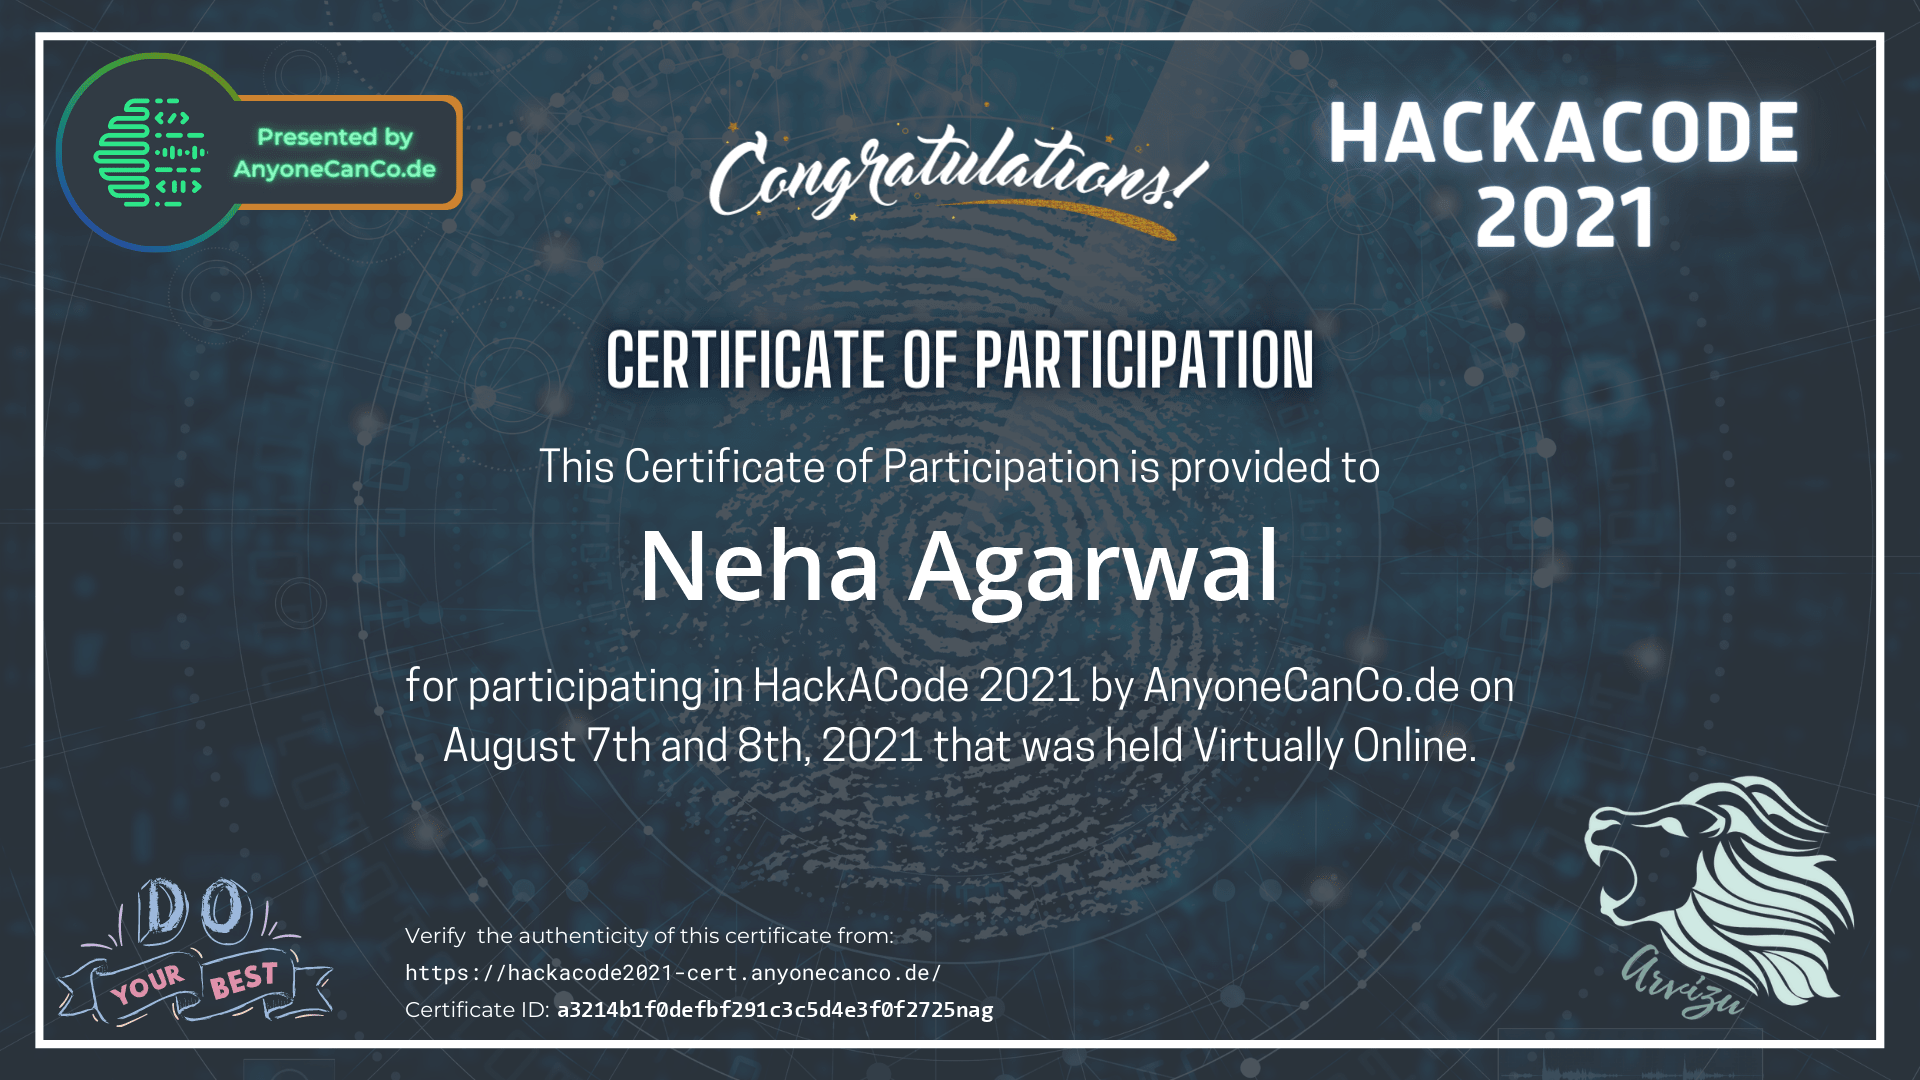 Presented by
AnyoneCanCo.de
Congratulations!
HACKACODE
2021
CERTIFICATE OF PARTICIPATION
This Certificate of Participation is provided to
Neha Agarwal
for participating in HackACode 2021 by AnyoneCanCo.de on
August 7th and 8th, 2021 that was held Virtually Online.
DO
YOUR BEST
Verify the authenticity of this certificate from:
https://hackacode2021-cert.anyonecanco.de/
Certificate ID: a3214b1f0defbf291c3c5d4e3f0f2725nag
Arvizu